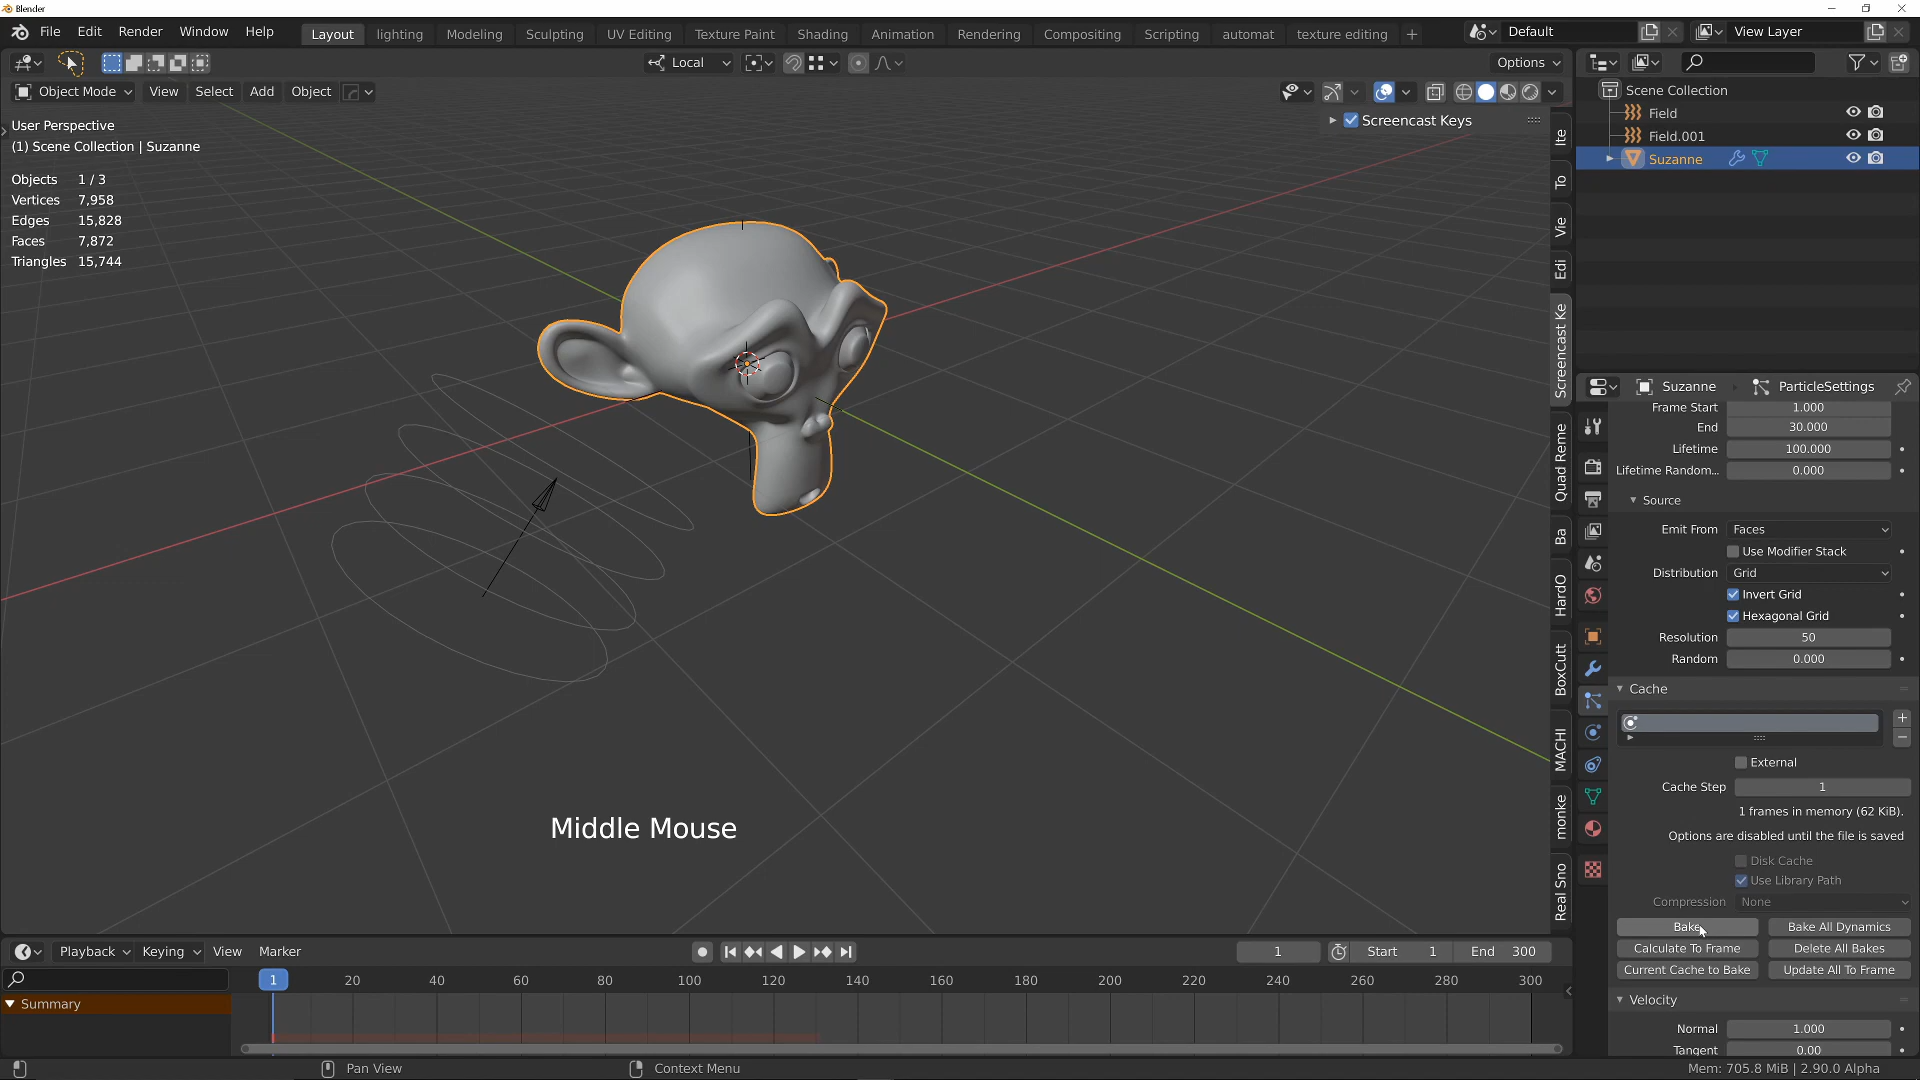 Blender
File Edit Render Window Help
Layout lighting Modeling Sculpting UV Editing Texture Paint Shading Animation Rendering Compositing Scripting automat texture editing +
Default
View Layer
Local
Options
Object Mode View Select Add Object
User Perspective
(1) Scene Collection | Suzanne
Objects 1 / 3
Vertices 7,958
Edges 15,828
Faces 7,872
Triangles 15,744
Screencast Keys
Ite
To
Vie
Edi
Screencast Ke
Quad Reme
Ba
HardO
BoxCutt
MACHI
monke
Real Sno
Middle Mouse
Scene Collection
Field
Field.001
Suzanne
Suzanne ParticleSettings
Frame Start 1.000
End 30.000
Lifetime 100.000
Lifetime Random... 0.000
Source
Emit From Faces
Use Modifier Stack
Distribution Grid
Invert Grid
Hexagonal Grid
Resolution 50
Random 0.000
Cache
External
Cache Step 1
1 frames in memory (62 KiB).
Options are disabled until the file is saved
Disk Cache
Use Library Path
Compression None
Bake Bake All Dynamics
Calculate To Frame Delete All Bakes
Current Cache to Bake Update All To Frame
Velocity
Normal 1.000
Tangent 0.00
Playback Keying View Marker
1 Start 1 End 300
1 20 40 60 80 100 120 140 160 180 200 220 240 260 280 300
Summary
Pan View
Context Menu
Mem: 705.8 MiB | 2.90.0 Alpha